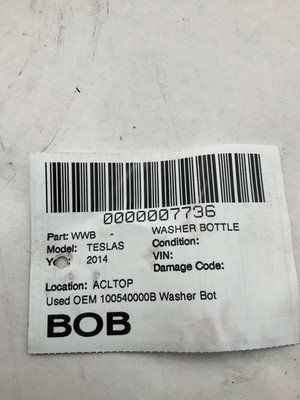 0000007736
Part: WWB - WASHER BOTTLE
Model: TESLAS Condition:
2014 VIN:
Damage Code:
Location: ACLTOP
Used OEM 100540000B Washer Bot
BOB